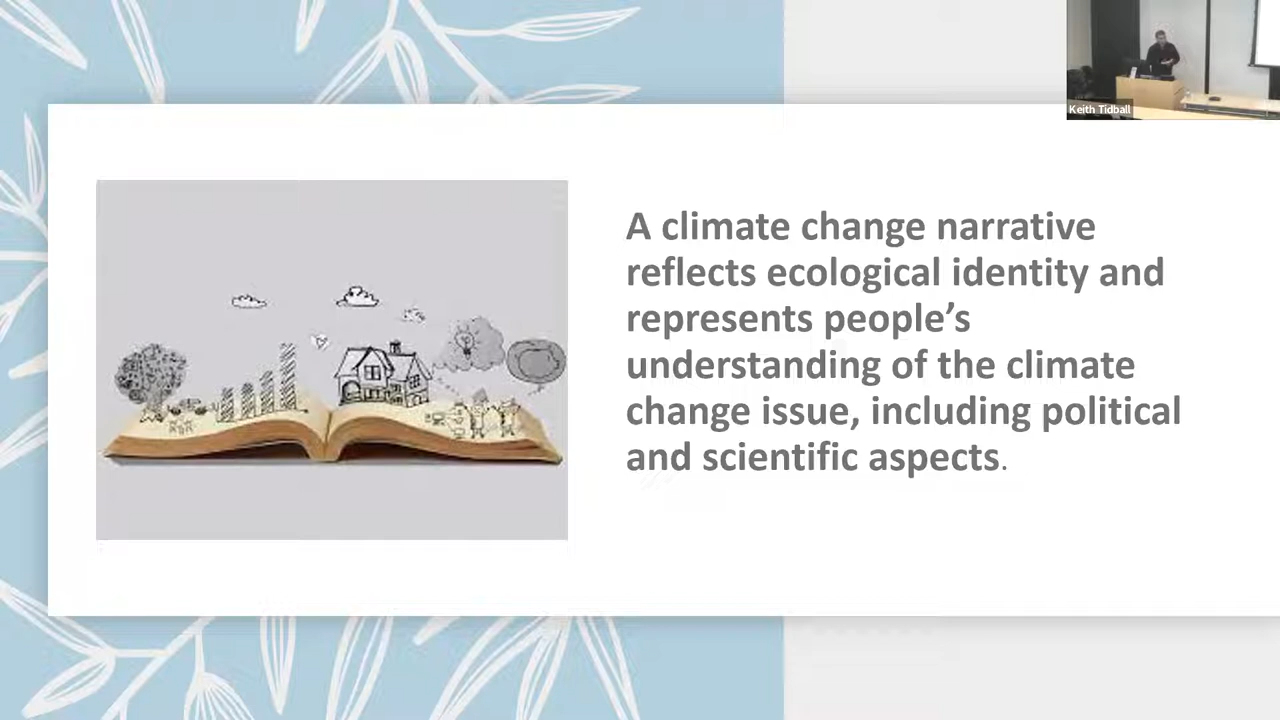 Keith Tidball
A climate change narrative
reflects ecological identity and
represents people’s
understanding of the climate
change issue, including political
and scientific aspects.